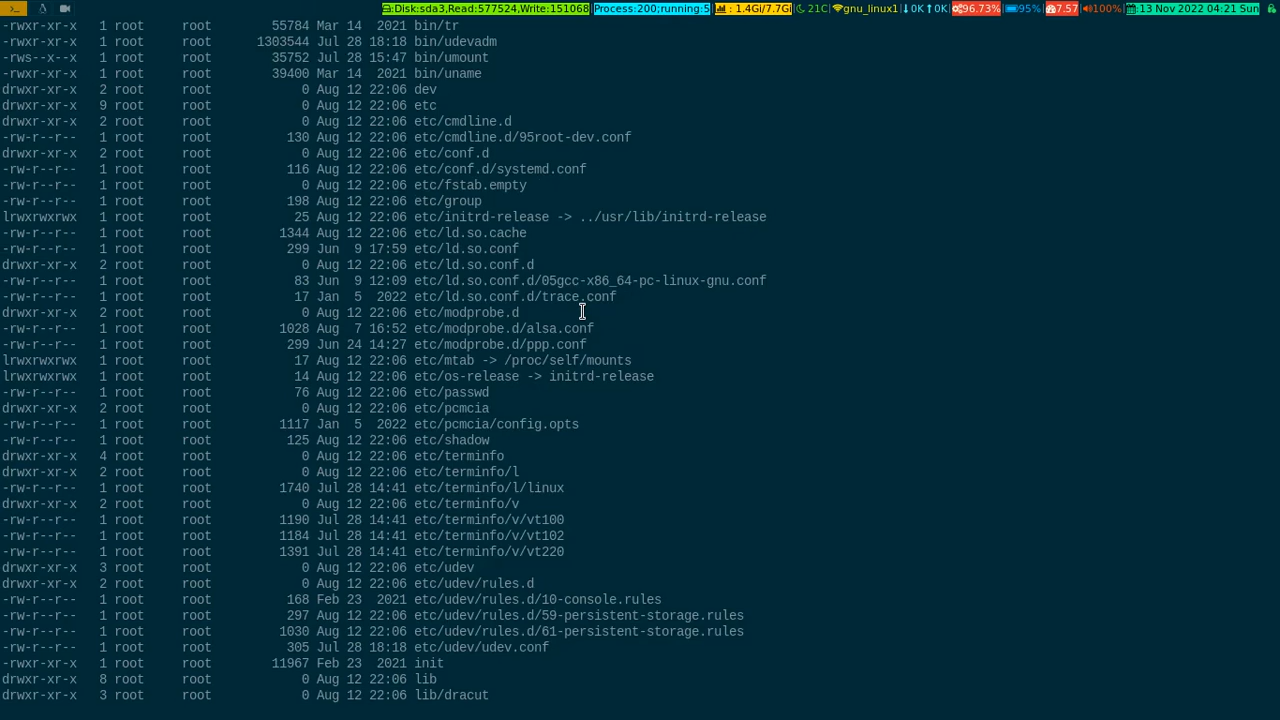 Disk:sda3,Read:577524,Write:151068 Process:200;running:5 : 1.4Gi/7.7G 21C gnu_linux1 0K 0K 96.73% 95% 7.57 100% :13 Nov 2022 04:21 Sun
-rwxr-xr-x 1 root root 55784 Mar 14 2021 bin/tr
-rwxr-xr-x 1 root root 1303544 Jul 28 18:18 bin/udevadm
-rws--x--x 1 root root 35752 Jul 28 15:47 bin/umount
-rwxr-xr-x 1 root root 39400 Mar 14 2021 bin/uname
drwxr-xr-x 2 root root 0 Aug 12 22:06 dev
drwxr-xr-x 9 root root 0 Aug 12 22:06 etc
drwxr-xr-x 2 root root 0 Aug 12 22:06 etc/cmdline.d
-rw-r--r-- 1 root root 130 Aug 12 22:06 etc/cmdline.d/95root-dev.conf
drwxr-xr-x 2 root root 0 Aug 12 22:06 etc/conf.d
-rw-r--r-- 1 root root 116 Aug 12 22:06 etc/conf.d/systemd.conf
-rw-r--r-- 1 root root 0 Aug 12 22:06 etc/fstab.empty
-rw-r--r-- 1 root root 198 Aug 12 22:06 etc/group
lrwxrwxrwx 1 root root 25 Aug 12 22:06 etc/initrd-release -> ../usr/lib/initrd-release
-rw-r--r-- 1 root root 1344 Aug 12 22:06 etc/ld.so.cache
-rw-r--r-- 1 root root 299 Jun 9 17:59 etc/ld.so.conf
drwxr-xr-x 2 root root 0 Aug 12 22:06 etc/ld.so.conf.d
-rw-r--r-- 1 root root 83 Jun 9 12:09 etc/ld.so.conf.d/05gcc-x86_64-pc-linux-gnu.conf
-rw-r--r-- 1 root root 17 Jan 5 2022 etc/ld.so.conf.d/trace.conf
drwxr-xr-x 2 root root 0 Aug 12 22:06 etc/modprobe.d
-rw-r--r-- 1 root root 1028 Aug 7 16:52 etc/modprobe.d/alsa.conf
-rw-r--r-- 1 root root 299 Jun 24 14:27 etc/modprobe.d/ppp.conf
lrwxrwxrwx 1 root root 17 Aug 12 22:06 etc/mtab -> /proc/self/mounts
lrwxrwxrwx 1 root root 14 Aug 12 22:06 etc/os-release -> initrd-release
-rw-r--r-- 1 root root 76 Aug 12 22:06 etc/passwd
drwxr-xr-x 2 root root 0 Aug 12 22:06 etc/pcmcia
-rw-r--r-- 1 root root 1117 Jan 5 2022 etc/pcmcia/config.opts
-rw-r--r-- 1 root root 125 Aug 12 22:06 etc/shadow
drwxr-xr-x 4 root root 0 Aug 12 22:06 etc/terminfo
drwxr-xr-x 2 root root 0 Aug 12 22:06 etc/terminfo/l
-rw-r--r-- 1 root root 1740 Jul 28 14:41 etc/terminfo/l/linux
drwxr-xr-x 2 root root 0 Aug 12 22:06 etc/terminfo/v
-rw-r--r-- 1 root root 1190 Jul 28 14:41 etc/terminfo/v/vt100
-rw-r--r-- 1 root root 1184 Jul 28 14:41 etc/terminfo/v/vt102
-rw-r--r-- 1 root root 1391 Jul 28 14:41 etc/terminfo/v/vt220
drwxr-xr-x 3 root root 0 Aug 12 22:06 etc/udev
drwxr-xr-x 2 root root 0 Aug 12 22:06 etc/udev/rules.d
-rw-r--r-- 1 root root 168 Feb 23 2021 etc/udev/rules.d/10-console.rules
-rw-r--r-- 1 root root 297 Aug 12 22:06 etc/udev/rules.d/59-persistent-storage.rules
-rw-r--r-- 1 root root 1030 Aug 12 22:06 etc/udev/rules.d/61-persistent-storage.rules
-rw-r--r-- 1 root root 305 Jul 28 18:18 etc/udev/udev.conf
-rwxr-xr-x 1 root root 11967 Feb 23 2021 init
drwxr-xr-x 8 root root 0 Aug 12 22:06 lib
drwxr-xr-x 3 root root 0 Aug 12 22:06 lib/dracut